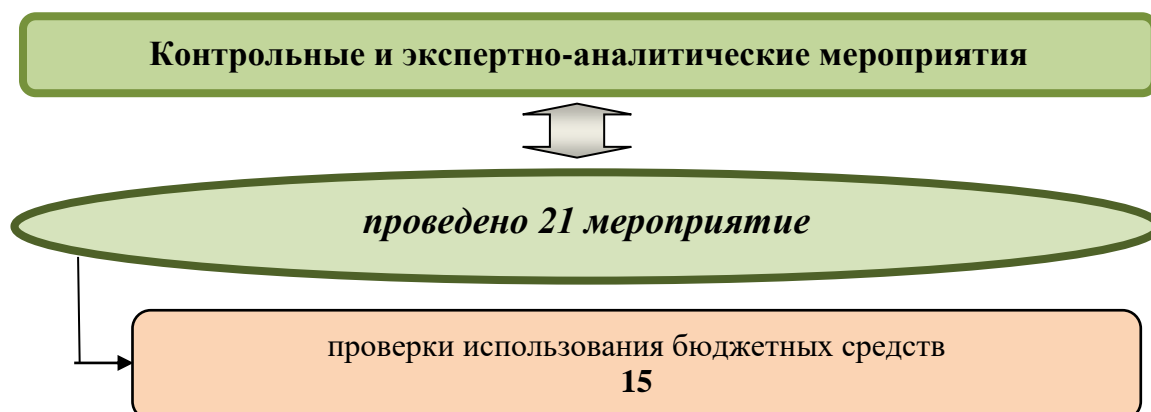 Контрольные и экспертно-аналитические мероприятия
проведено 21 мероприятие
проверки использования бюджетных средств
15